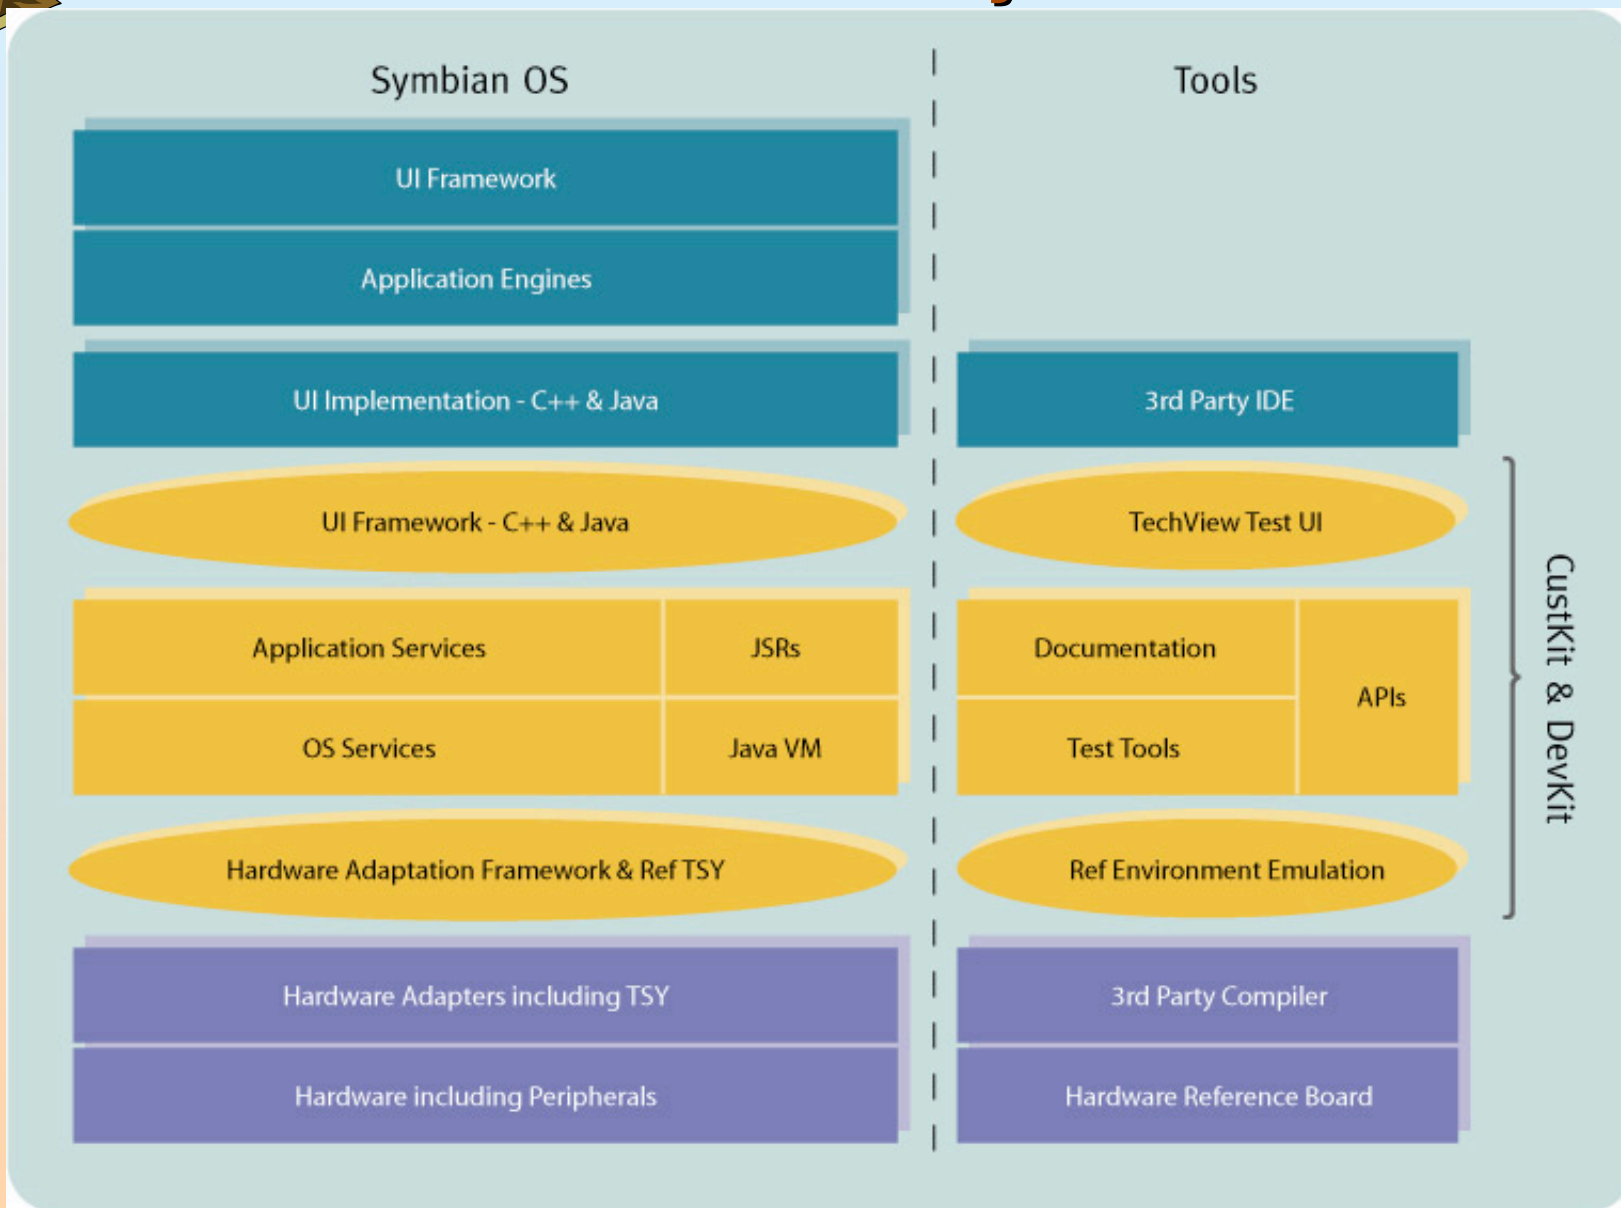 Symbian OS
Tools
UI Framework
Application Engines
UI Implementation - C++ & Java
3rd Party IDE
UI Framework - C++ & Java
TechView Test UI
Application Services
JSRs
Documentation
APIs
OS Services
Java VM
Test Tools
Hardware Adaptation Framework & Ref TSY
Ref Environment Emulation
CustKit & DevKit
Hardware Adapters including TSY
3rd Party Compiler
Hardware including Peripherals
Hardware Reference Board